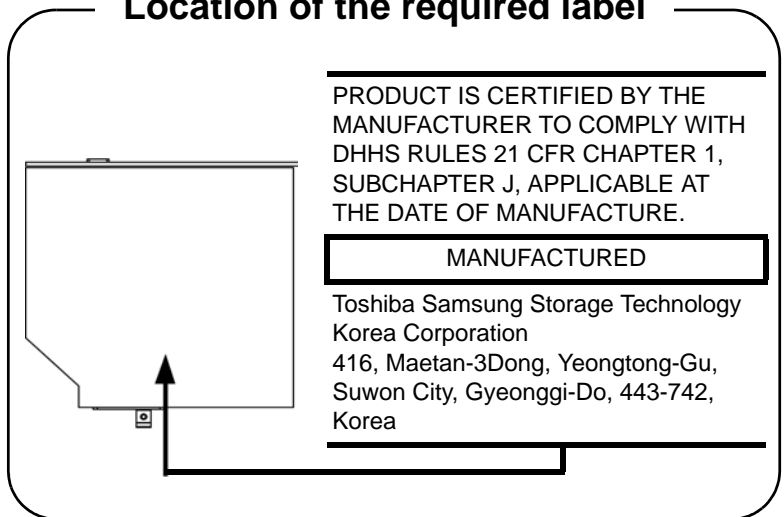 Location of the required label
PRODUCT IS CERTIFIED BY THE
MANUFACTURER TO COMPLY WITH
DHHS RULES 21 CFR CHAPTER 1,
SUBCHAPTER J, APPLICABLE AT
THE DATE OF MANUFACTURE.
MANUFACTURED
Toshiba Samsung Storage Technology
Korea Corporation
416, Maetan-3Dong, Yeongtong-Gu,
Suwon City, Gyeonggi-Do, 443-742,
Korea